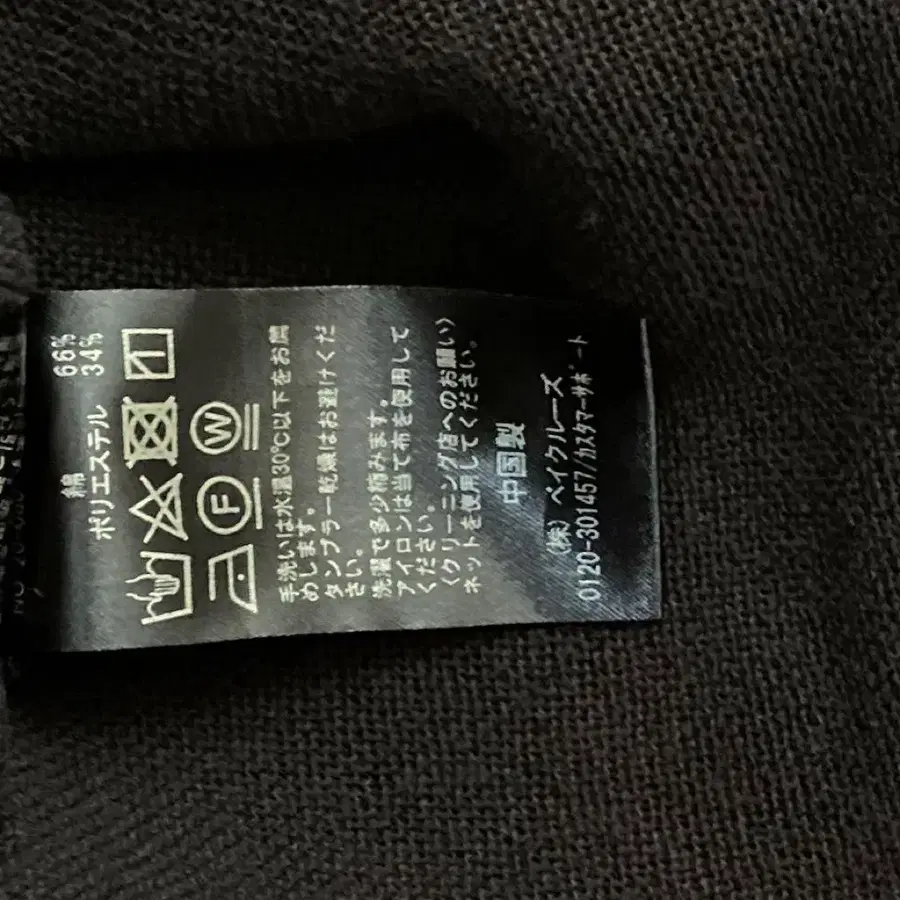 綿 66%
ポリエステル 34%
F W
手洗いは水温30℃以下をお薦
めします。
タンブラー乾燥はお避けくだ
さい。
洗濯で多少柄みます。
アイロンは当て布を使用して
ください。
〈クリーニング店へのお願い〉
ネットを使用してください。
中国製
(株)ベイクルーズ
0120-301457/カスタマーサポート